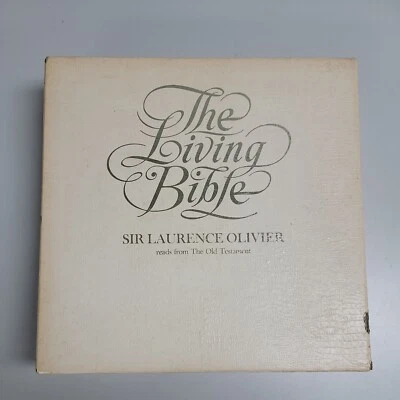 The
Living
Bible
SIR LAURENCE OLIVIER
reads from The Old Testament